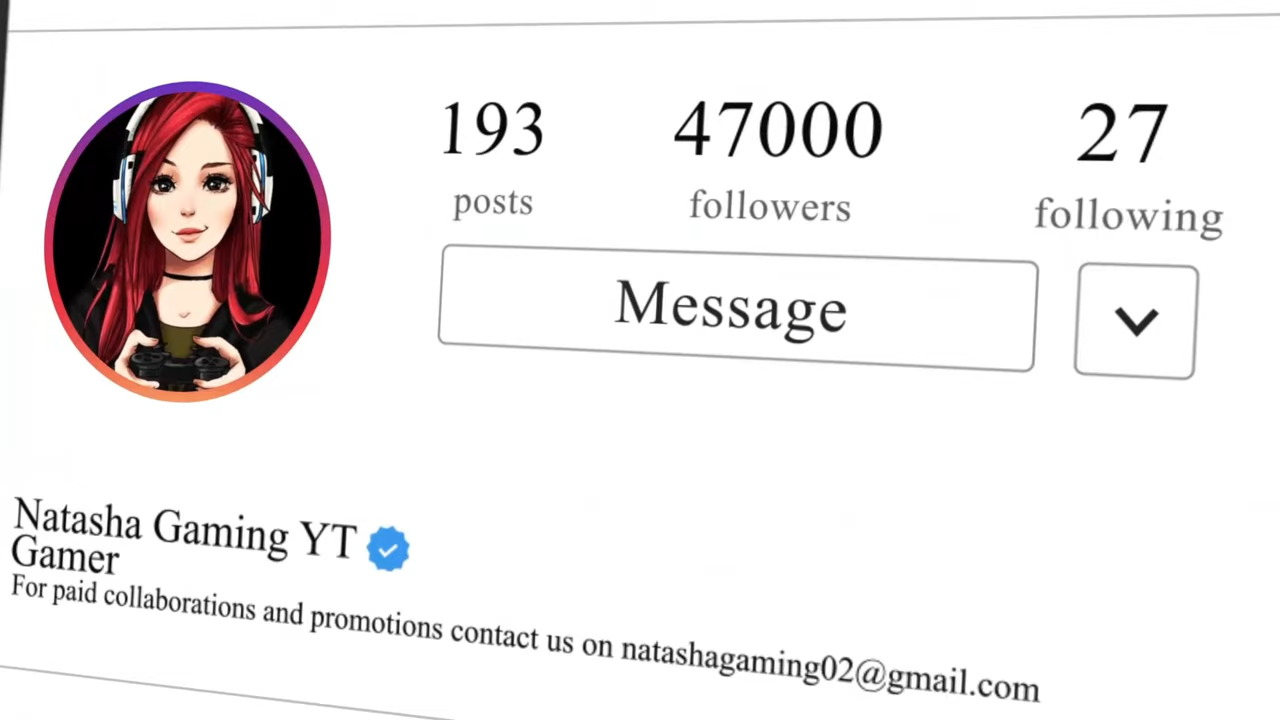 193 47000 27
posts followers following
Message
Natasha Gaming YT
Gamer
For paid collaborations and promotions contact us on natashagaming02@gmail.com